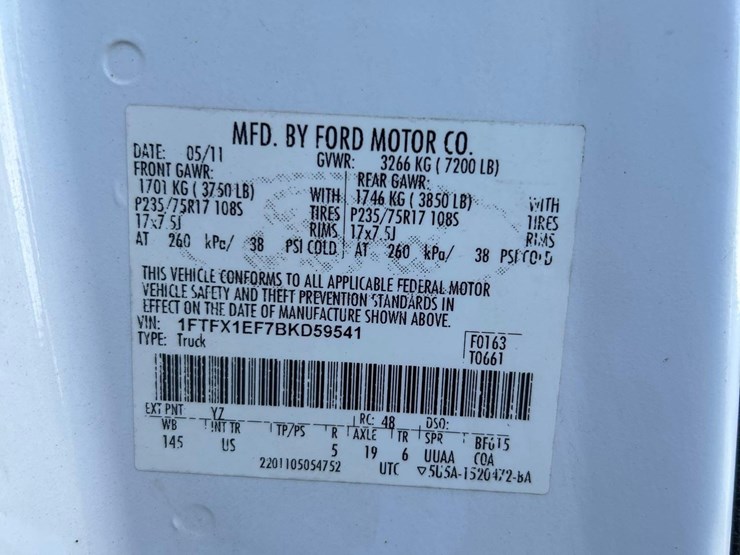 MFD. BY FORD MOTOR CO.
DATE: 05/11 GVWR: 3266 KG ( 7200 LB)
FRONT GAWR: REAR GAWR:
1701 KG ( 3750 LB) WITH 1746 KG ( 3850 LB) WITH
P235/75R17 108S TIRES P235/75R17 108S TIRES
17x7.5J RIMS 17x7.5J RIMS
AT 260 kPa/ 38 PSI COLD AT 260 kPa/ 38 PSI COLD
THIS VEHICLE CONFORMS TO ALL APPLICABLE FEDERAL MOTOR
VEHICLE SAFETY AND THEFT PREVENTION STANDARDS IN
EFFECT ON THE DATE OF MANUFACTURE SHOWN ABOVE.
VIN: 1FTFX1EF7BKD59541 F0163
TYPE: Truck T0661
EXT PNT: YZ RC: 48 DSO:
WB INT TR TP/PS R AXLE TR SPR BFG15
145 US 5 19 6 UUAA COA
2201105054752 UTC ▽5U5A-1520472-BA